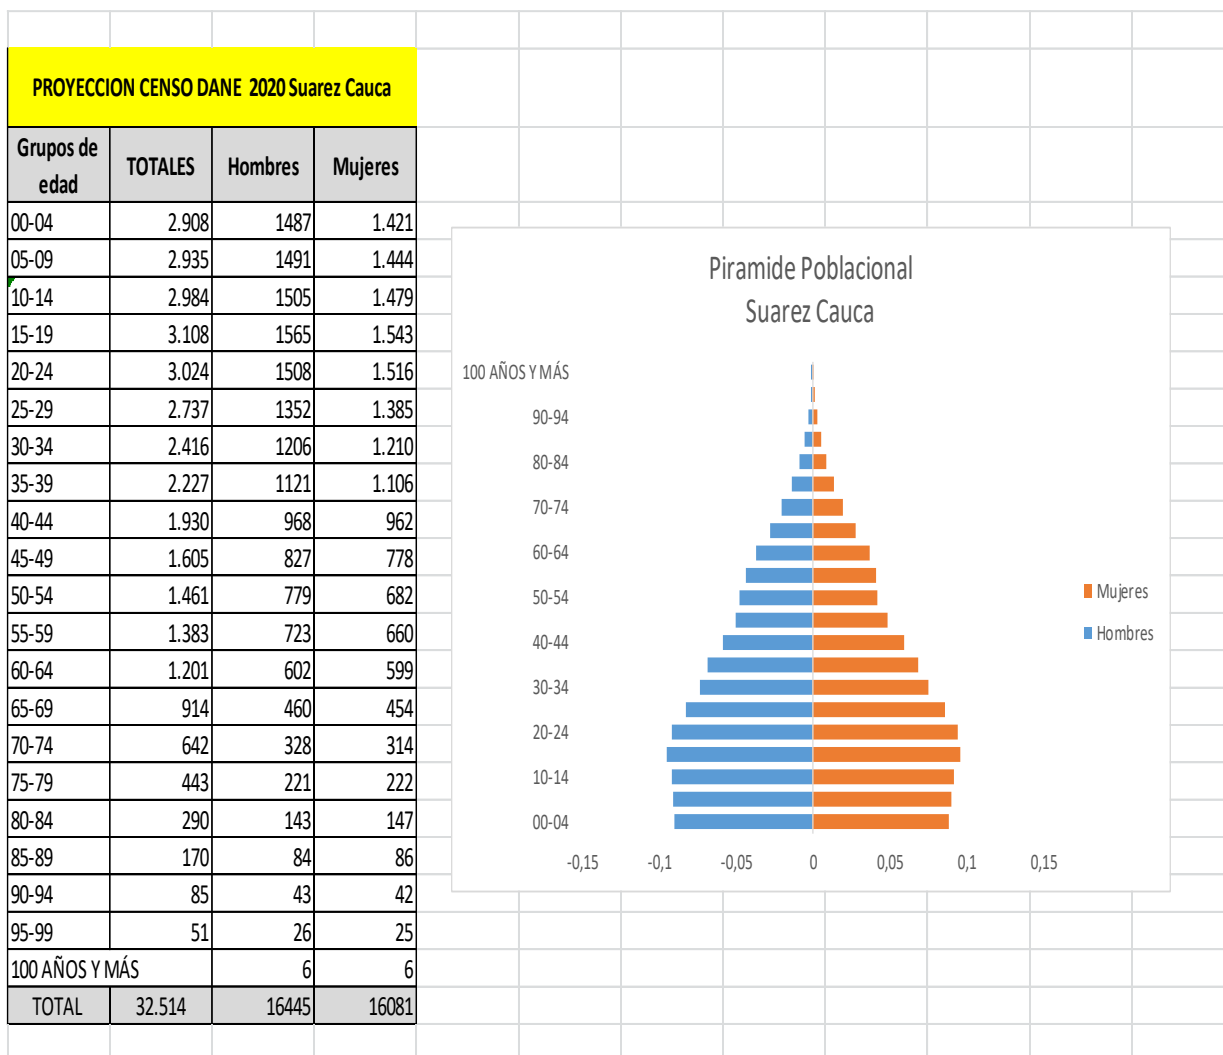 PROYECCION CENSO DANE 2020 Suarez Cauca
Grupos de edad TOTALES Hombres Mujeres
00-04 2.908 1487 1.421
05-09 2.935 1491 1.444
10-14 2.984 1505 1.479
15-19 3.108 1565 1.543
20-24 3.024 1508 1.516
25-29 2.737 1352 1.385
30-34 2.416 1206 1.210
35-39 2.227 1121 1.106
40-44 1.930 968 962
45-49 1.605 827 778
50-54 1.461 779 682
55-59 1.383 723 660
60-64 1.201 602 599
65-69 914 460 454
70-74 642 328 314
75-79 443 221 222
80-84 290 143 147
85-89 170 84 86
90-94 85 43 42
95-99 51 26 25
100 AÑOS Y MÁS 6 6
TOTAL 32.514 16445 16081
Piramide Poblacional
Suarez Cauca
100 AÑOS Y MÁS
90-94
80-84
70-74
60-64
50-54
40-44
30-34
20-24
10-14
00-04
-0,15 -0,1 -0,05 0 0,05 0,1 0,15
Mujeres
Hombres